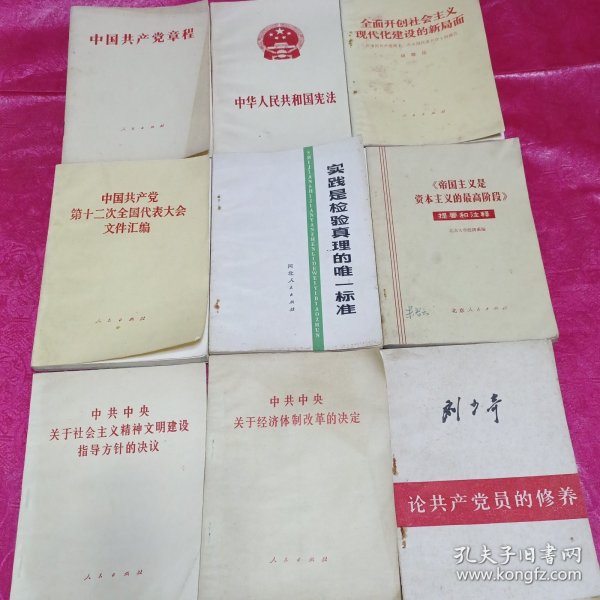 中国共产党章程
人民出版社
中华人民共和国宪法
全面开创社会主义
现代化建设的新局面
中国共产党
第十二次全国代表大会
文件汇编
人民出版社
实践是检验真理的唯一标准
SHIJIANSHIJIANYANZHENLIDEWEIYIBIAOZHUN
河北人民出版社
《帝国主义是
资本主义的最高阶段》
提要和注释
北京大学经济系编
北京人民出版社
中共中央
关于社会主义精神文明建设
指导方针的决议
人民出版社
中共中央
关于经济体制改革的决定
人民出版社
刘少奇
论共产党员的修养
孔夫子旧书网
www.kongfz.com